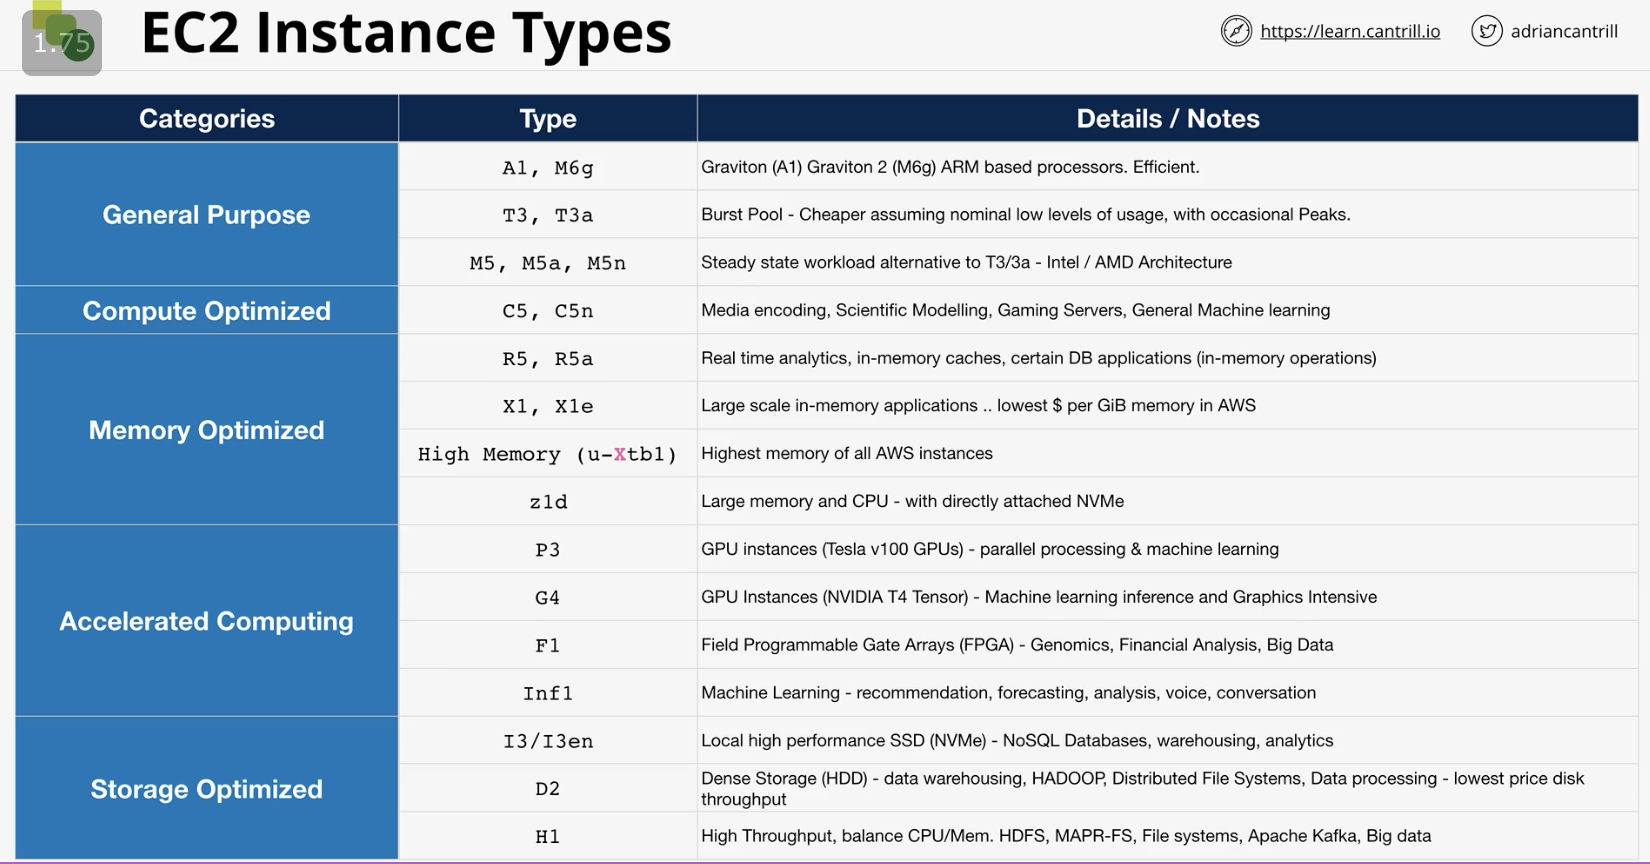 1.75
EC2 Instance Types
https://learn.cantrill.io
adriancantrill
Categories
Type
Details / Notes
General Purpose
A1, M6g
Graviton (A1) Graviton 2 (M6g) ARM based processors. Efficient.
T3, T3a
Burst Pool - Cheaper assuming nominal low levels of usage, with occasional Peaks.
M5, M5a, M5n
Steady state workload alternative to T3/3a - Intel / AMD Architecture
Compute Optimized
C5, C5n
Media encoding, Scientific Modelling, Gaming Servers, General Machine learning
Memory Optimized
R5, R5a
Real time analytics, in-memory caches, certain DB applications (in-memory operations)
X1, X1e
Large scale in-memory applications .. lowest $ per GiB memory in AWS
High Memory (u-Xtb1)
Highest memory of all AWS instances
z1d
Large memory and CPU - with directly attached NVMe
Accelerated Computing
P3
GPU instances (Tesla v100 GPUs) - parallel processing & machine learning
G4
GPU Instances (NVIDIA T4 Tensor) - Machine learning inference and Graphics Intensive
F1
Field Programmable Gate Arrays (FPGA) - Genomics, Financial Analysis, Big Data
Inf1
Machine Learning - recommendation, forecasting, analysis, voice, conversation
Storage Optimized
I3/I3en
Local high performance SSD (NVMe) - NoSQL Databases, warehousing, analytics
D2
Dense Storage (HDD) - data warehousing, HADOOP, Distributed File Systems, Data processing - lowest price disk
throughput
H1
High Throughput, balance CPU/Mem. HDFS, MAPR-FS, File systems, Apache Kafka, Big data